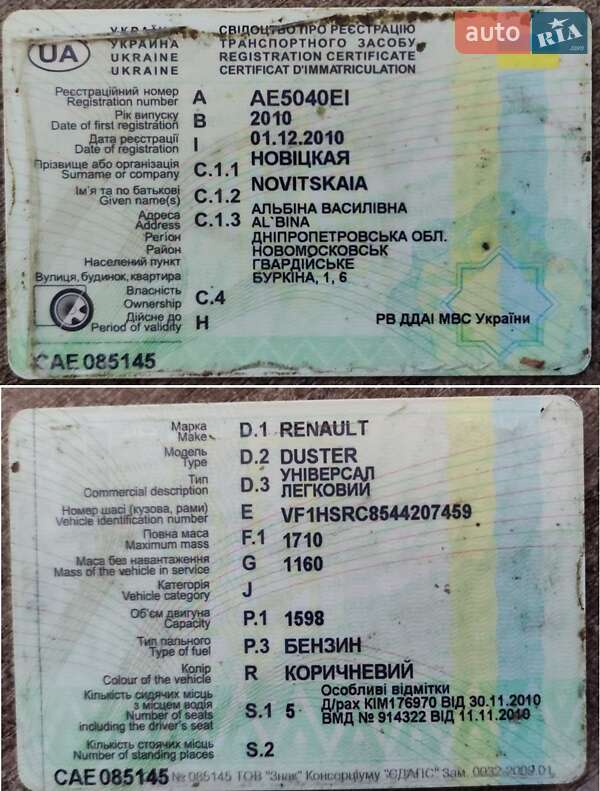 УКРАЇНА
УКРАИНА
UKRAINE
UKRAINE
UA
СВІДОЦТВО ПРО РЕЄСТРАЦІЮ
ТРАНСПОРТНОГО ЗАСОБУ
REGISTRATION CERTIFICATE
CERTIFICAT D'IMMATRICULATION
auto RIA.com
Реєстраційний номер
Registration number A AE5040EI
Рік випуску
Date of first registration B 2010
Дата реєстрації
Date of registration I 01.12.2010
Прізвище або організація
Surname or company C.1.1 НОВІЦКАЯ
NOVITSKAIA
Ім'я та по батькові
Given name(s) C.1.2 АЛЬБІНА ВАСИЛІВНА
AL`BINA
Адреса
Address C.1.3 ДНІПРОПЕТРОВСЬКА ОБЛ.
Регіон НОВОМОСКОВСЬК
Район ГВАРДІЙСЬКЕ
Населений пункт БУРКІНА, 1, 6
Вулиця, будинок, квартира
Власність
Ownership C.4
Дійсне до
Period of validity H
РВ ДДАІ МВС України
CAE 085145
Марка
Make D.1 RENAULT
Модель
Type D.2 DUSTER
Тип
Commercial description D.3 УНІВЕРСАЛ
ЛЕГКОВИЙ
Номер шасі (кузова, рами)
Vehicle identification number E VF1HSRC8544207459
Повна маса
Maximum mass F.1 1710
Маса без навантаження
Mass of the vehicle in service G 1160
Категорія
Vehicle category J
Об'єм двигуна
Capacity P.1 1598
Тип пального
Type of fuel P.3 БЕНЗИН
Колір
Colour of the vehicle R КОРИЧНЕВИЙ
Кількість сидячих місць
з місцем водія
Number of seats
including the driver's seat S.1 5
Особливі відмітки
Д/рах КІМ176970 ВІД 30.11.2010
ВМД № 914322 ВІД 11.11.2010
Кількість стоячих місць
Number of standing places S.2
CAE 085145 № 085145 ТОВ "Знак" Консорціуму "ЄДАПС" Зам. 0032-2009.01